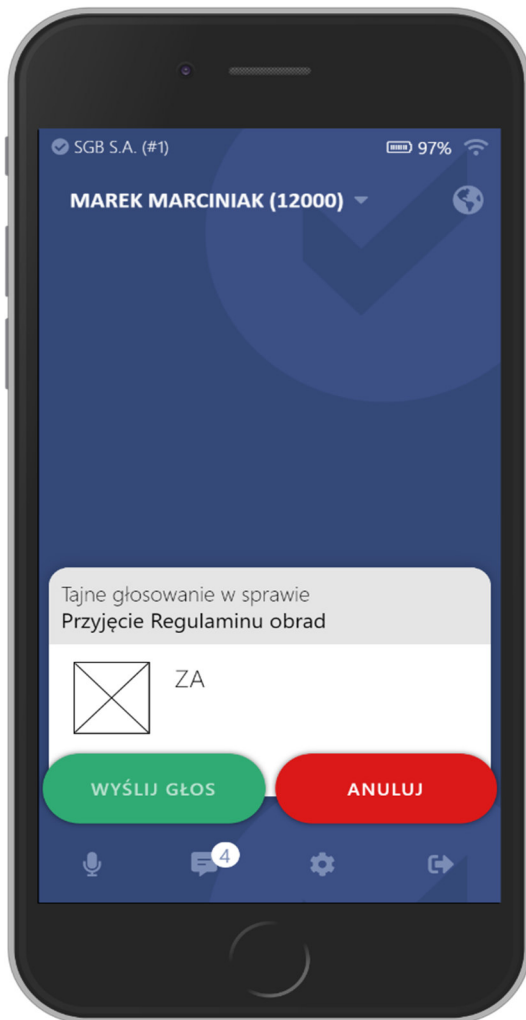 SGB S.A. (#1) 97%
MAREK MARCINIAK (12000)
Tajne głosowanie w sprawie
Przyjęcie Regulaminu obrad
ZA
WYŚLIJ GŁOS ANULUJ
4